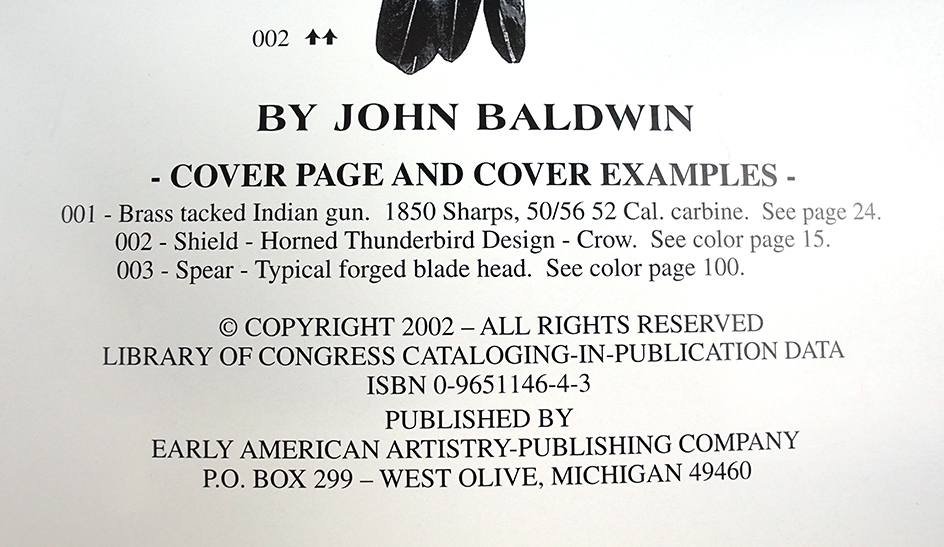 002 ⬆⬆
BY JOHN BALDWIN
- COVER PAGE AND COVER EXAMPLES -
001 - Brass tacked Indian gun. 1850 Sharps, 50/56 52 Cal. carbine. See page 24.
002 - Shield - Horned Thunderbird Design - Crow. See color page 15.
003 - Spear - Typical forged blade head. See color page 100.
© COPYRIGHT 2002 – ALL RIGHTS RESERVED
LIBRARY OF CONGRESS CATALOGING-IN-PUBLICATION DATA
ISBN 0-9651146-4-3
PUBLISHED BY
EARLY AMERICAN ARTISTRY-PUBLISHING COMPANY
P.O. BOX 299 – WEST OLIVE, MICHIGAN 49460